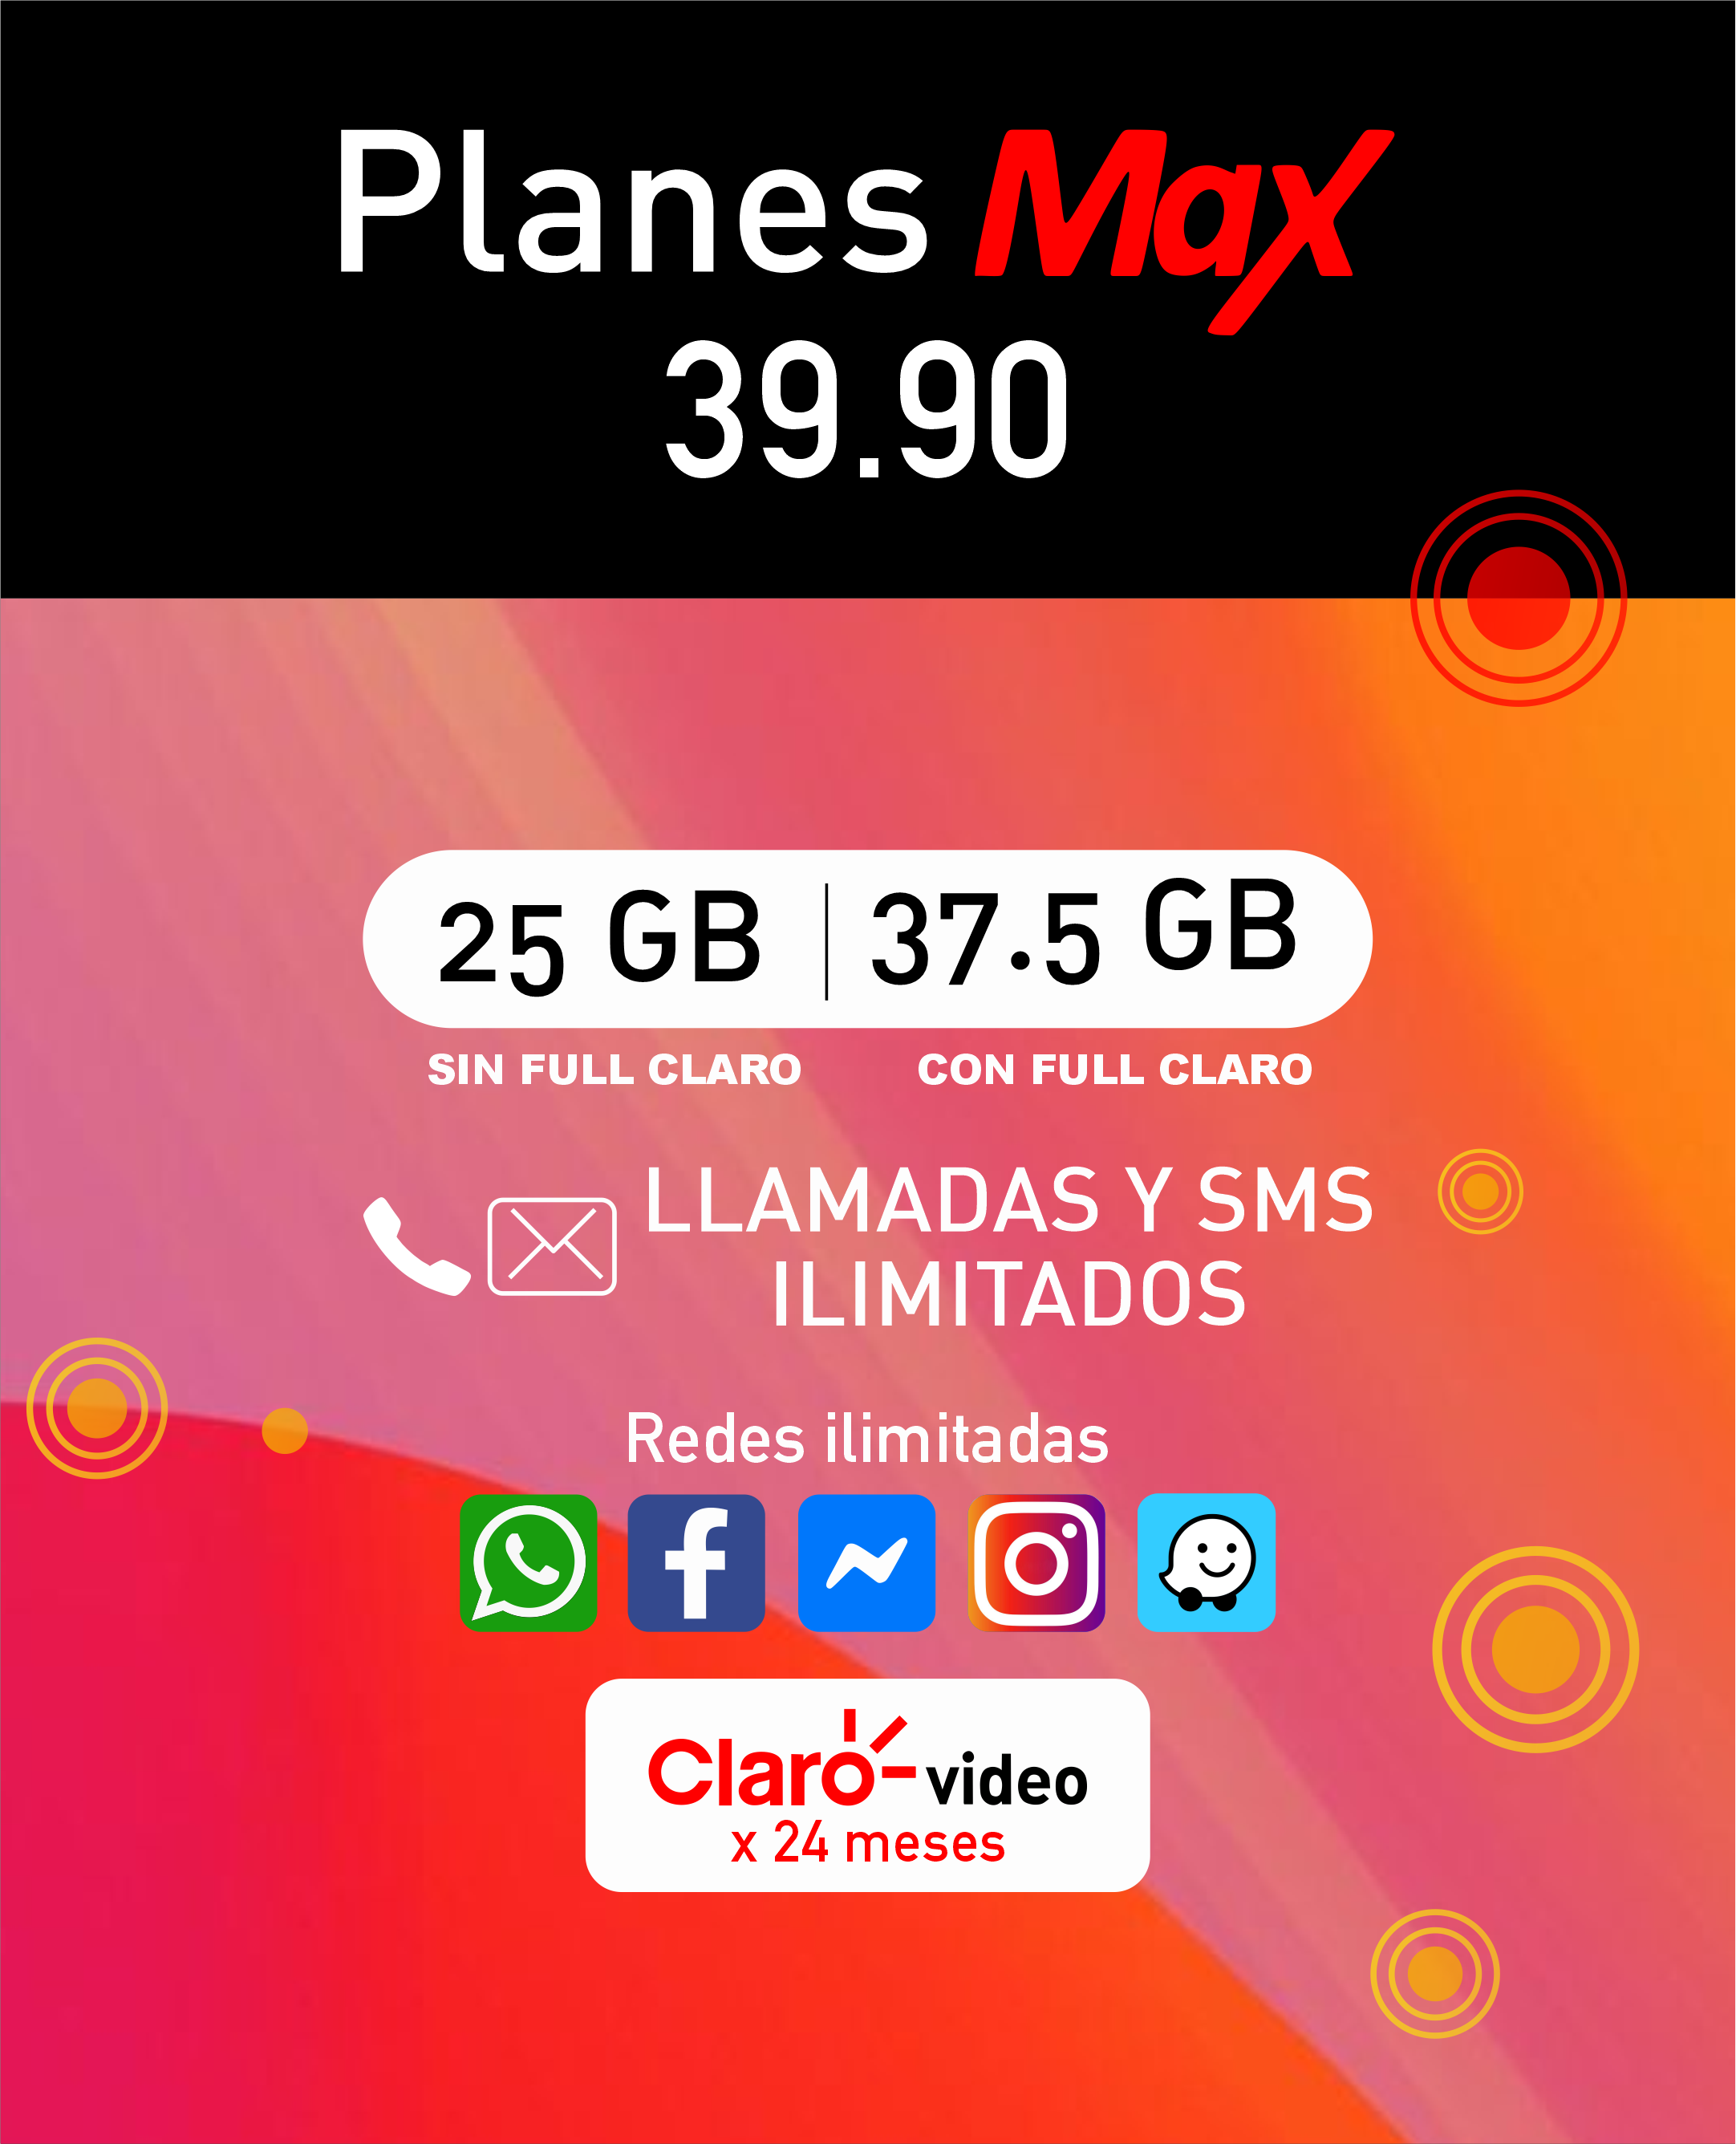 Planes Max
39.90
25 GB | 37.5 GB
SIN FULL CLARO CON FULL CLARO
LLAMADAS Y SMS
ILIMITADOS
Redes ilimitadas
Claro video
x 24 meses